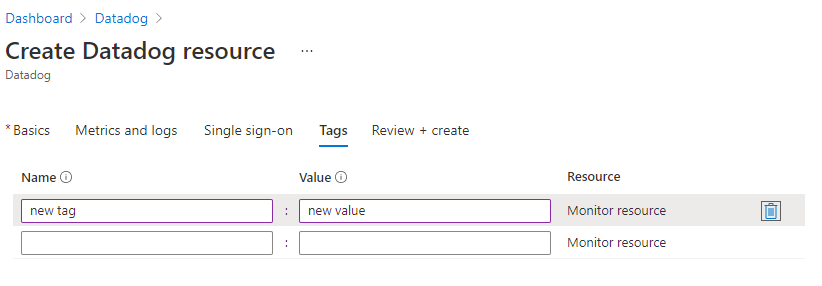 Dashboard > Datadog >
Create Datadog resource ...
Datadog
* Basics Metrics and logs Single sign-on Tags Review + create
Name Value Resource
new tag : new value Monitor resource
: Monitor resource